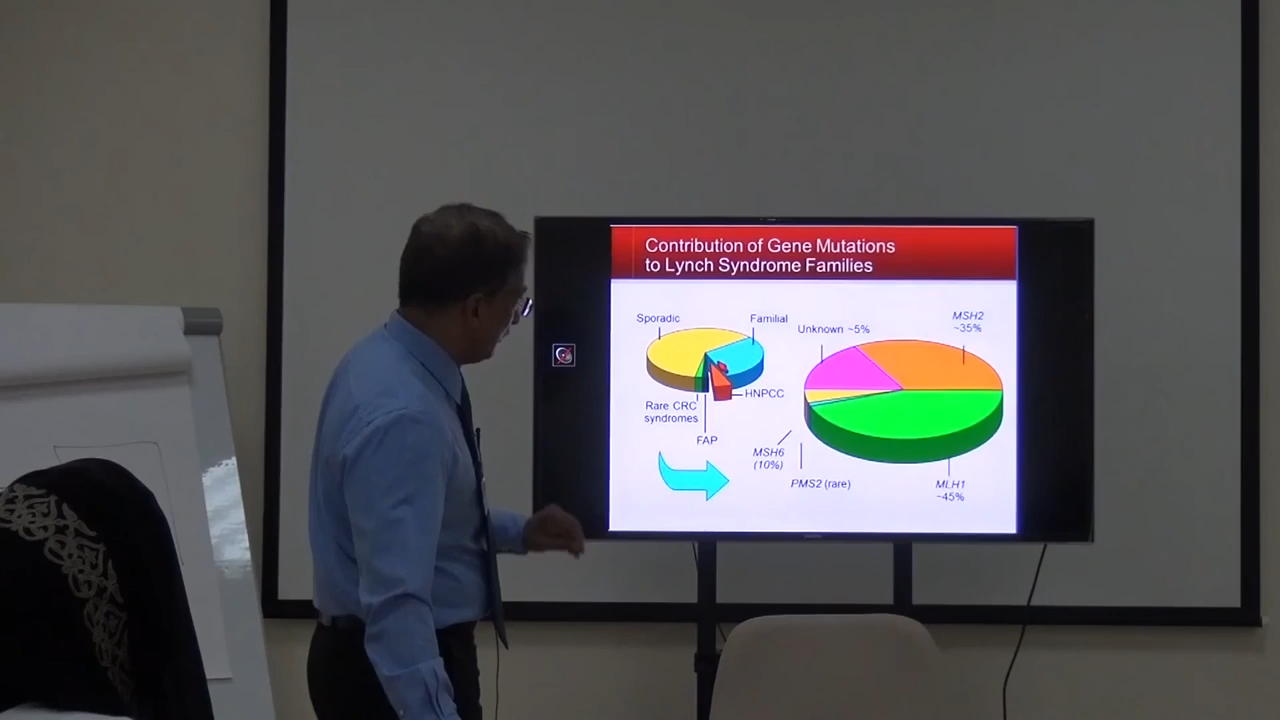 Contribution of Gene Mutations
to Lynch Syndrome Families
Sporadic
Familial
HNPCC
Rare CRC
syndromes
FAP
Unknown ~5%
MSH2
~35%
MSH6
(10%)
PMS2 (rare)
MLH1
~45%